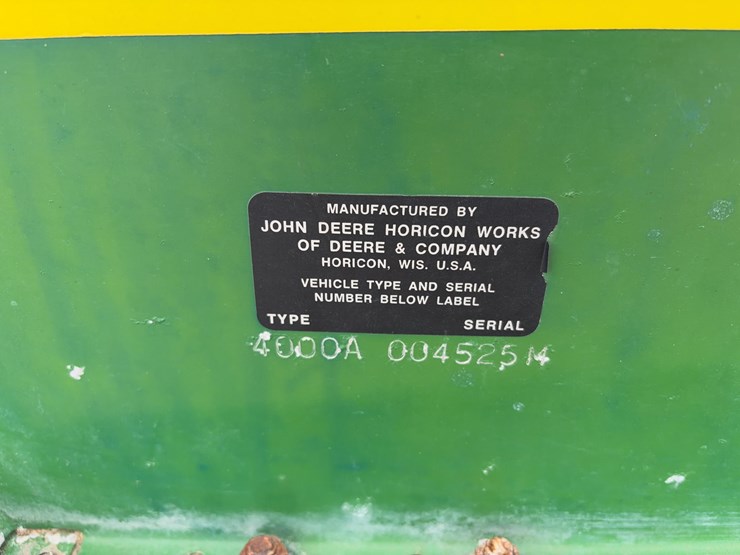 MANUFACTURED BY
JOHN DEERE HORICON WORKS
OF DEERE & COMPANY
HORICON, WIS. U.S.A.
VEHICLE TYPE AND SERIAL
NUMBER BELOW LABEL
TYPE SERIAL
4000A 004525M